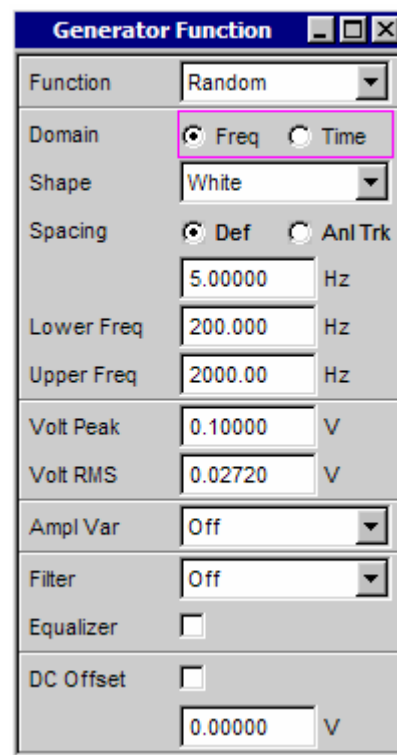 Generator Function
Function Random
Domain Freq Time
Shape White
Spacing Def Anl Trk
5.00000 Hz
Lower Freq 200.000 Hz
Upper Freq 2000.00 Hz
Volt Peak 0.10000 V
Volt RMS 0.02720 V
Ampl Var Off
Filter Off
Equalizer
DC Offset
0.00000 V